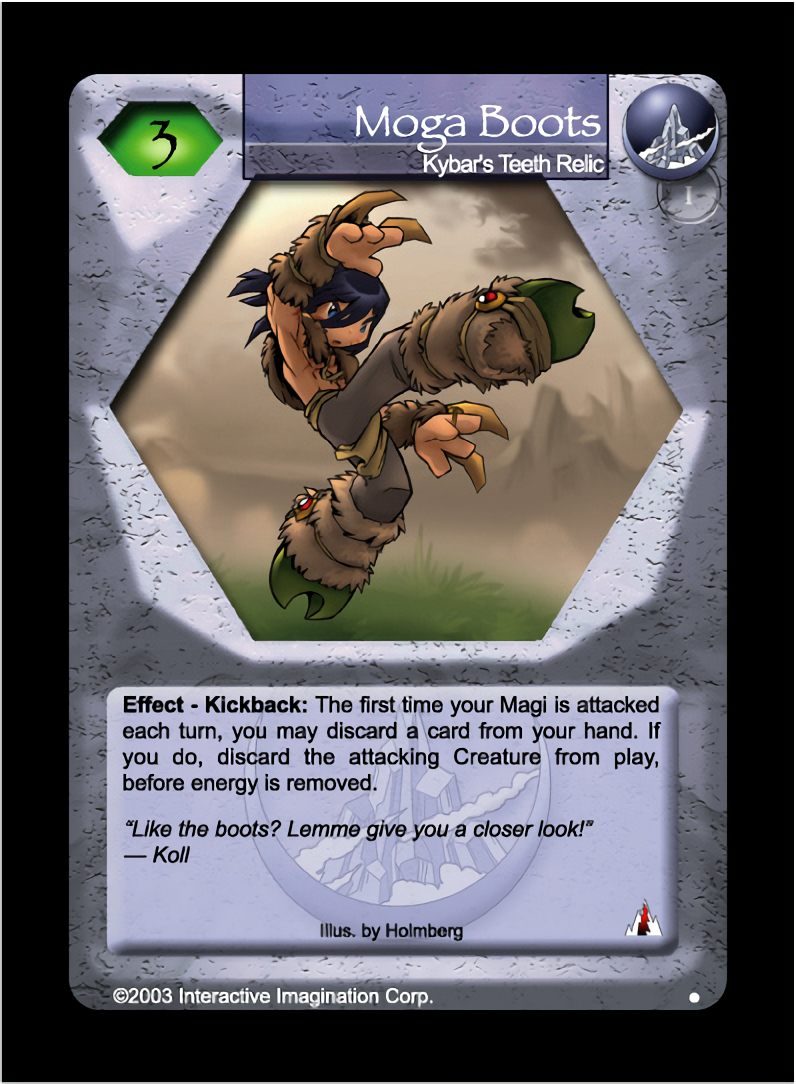 3
Moga Boots
Kybar's Teeth Relic
I
Effect - Kickback: The first time your Magi is attacked
each turn, you may discard a card from your hand. If
you do, discard the attacking Creature from play,
before energy is removed.
“Like the boots? Lemme give you a closer look!”
— Koll
Illus. by Holmberg
©2003 Interactive Imagination Corp.